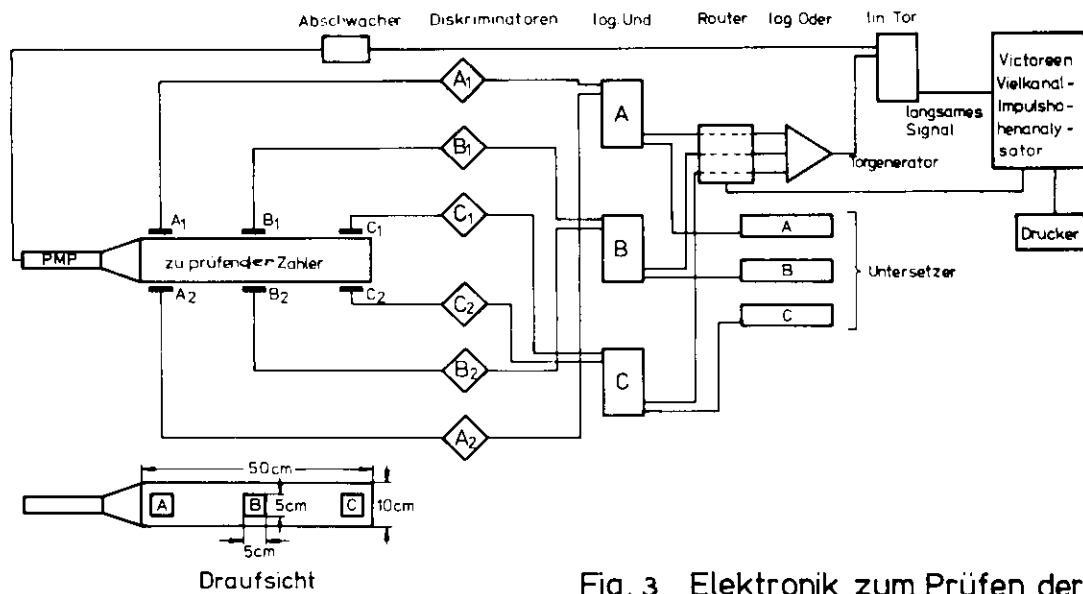 Abschwacher Diskriminatoren log. Und Router log Oder lin Tor
A1
B1
C1
C2
B2
A2
A
B
C
langsames
Signal
Torgenerator
Victoreen
Vielkanal-
Impulshö-
henanaly-
sator
Drucker
A
B
C
Untersetzer
A1 B1 C1
PMP zu prüfender Zahler
A2 B2 C2
50cm
A B C
5cm
10cm
5cm
Draufsicht
Fig. 3 Elektronik zum Prüfen der